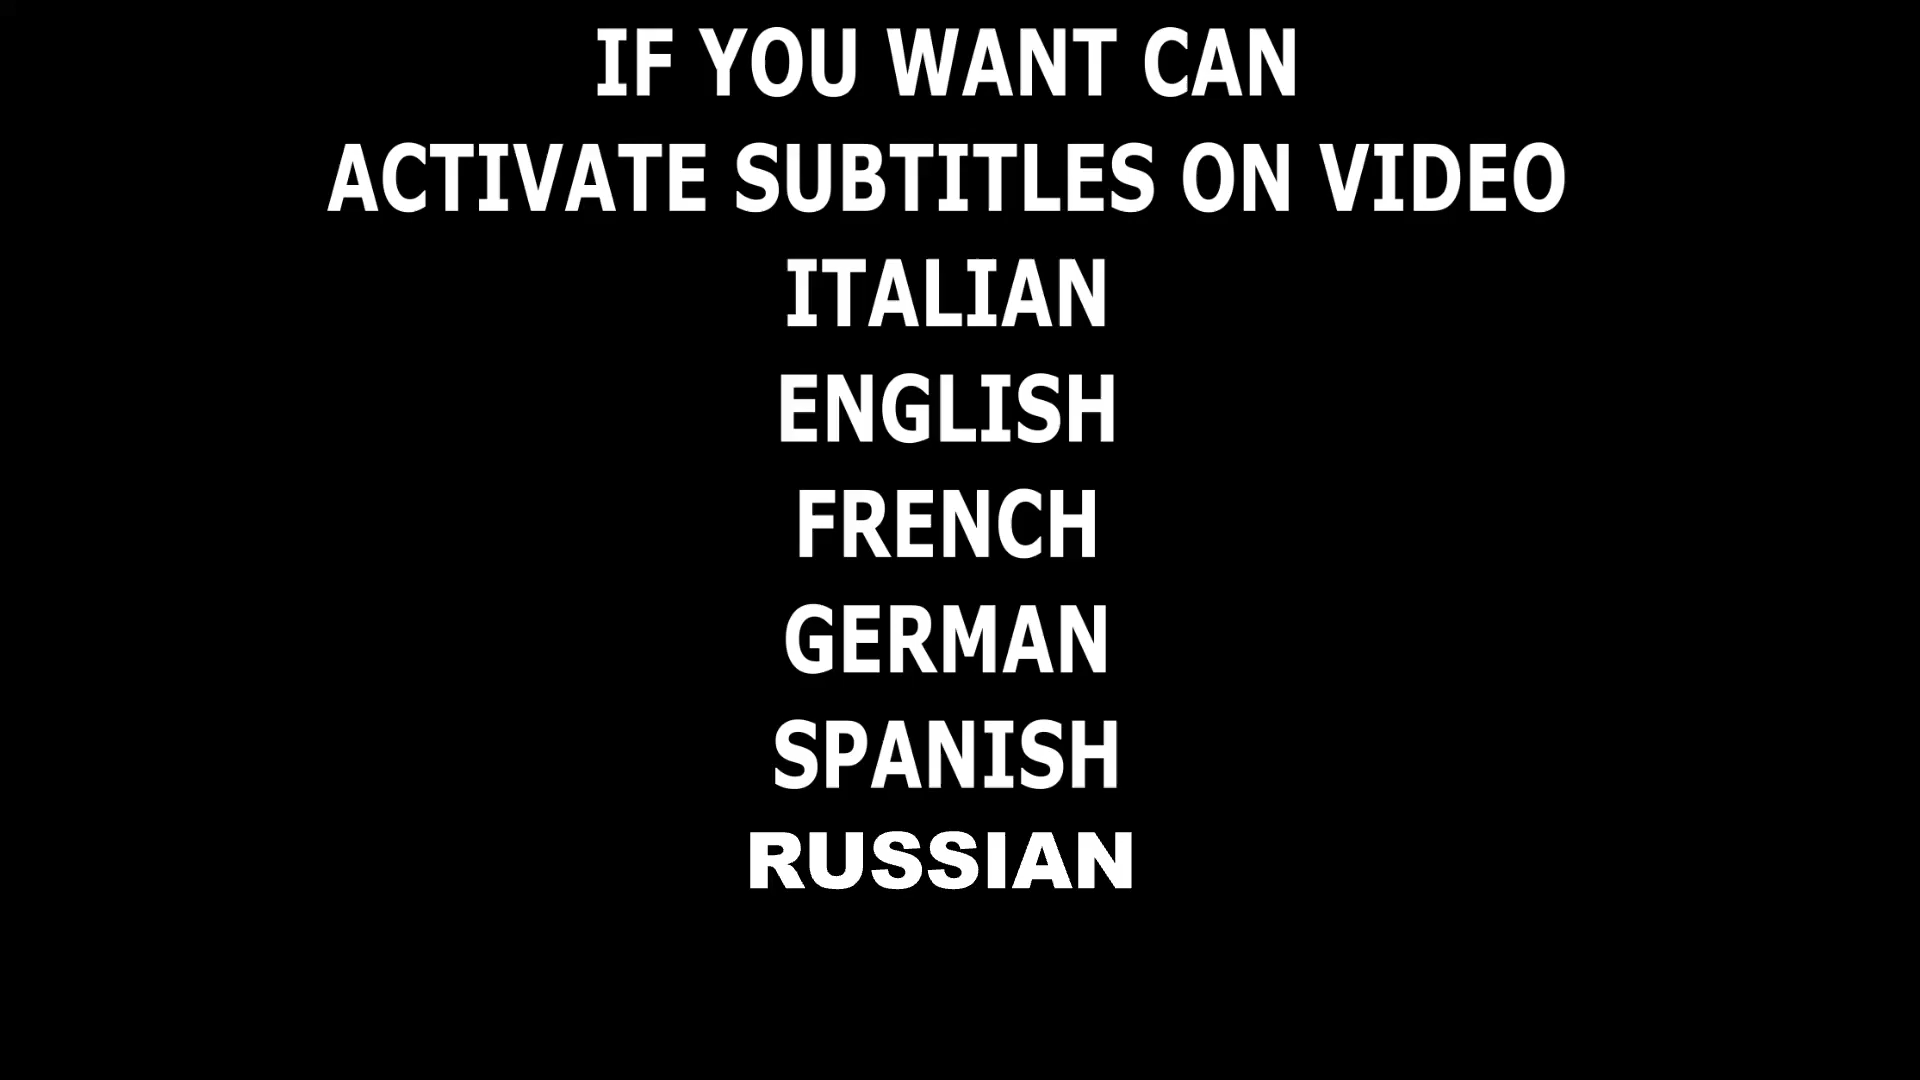 IF YOU WANT CAN
ACTIVATE SUBTITLES ON VIDEO
ITALIAN
ENGLISH
FRENCH
GERMAN
SPANISH
RUSSIAN